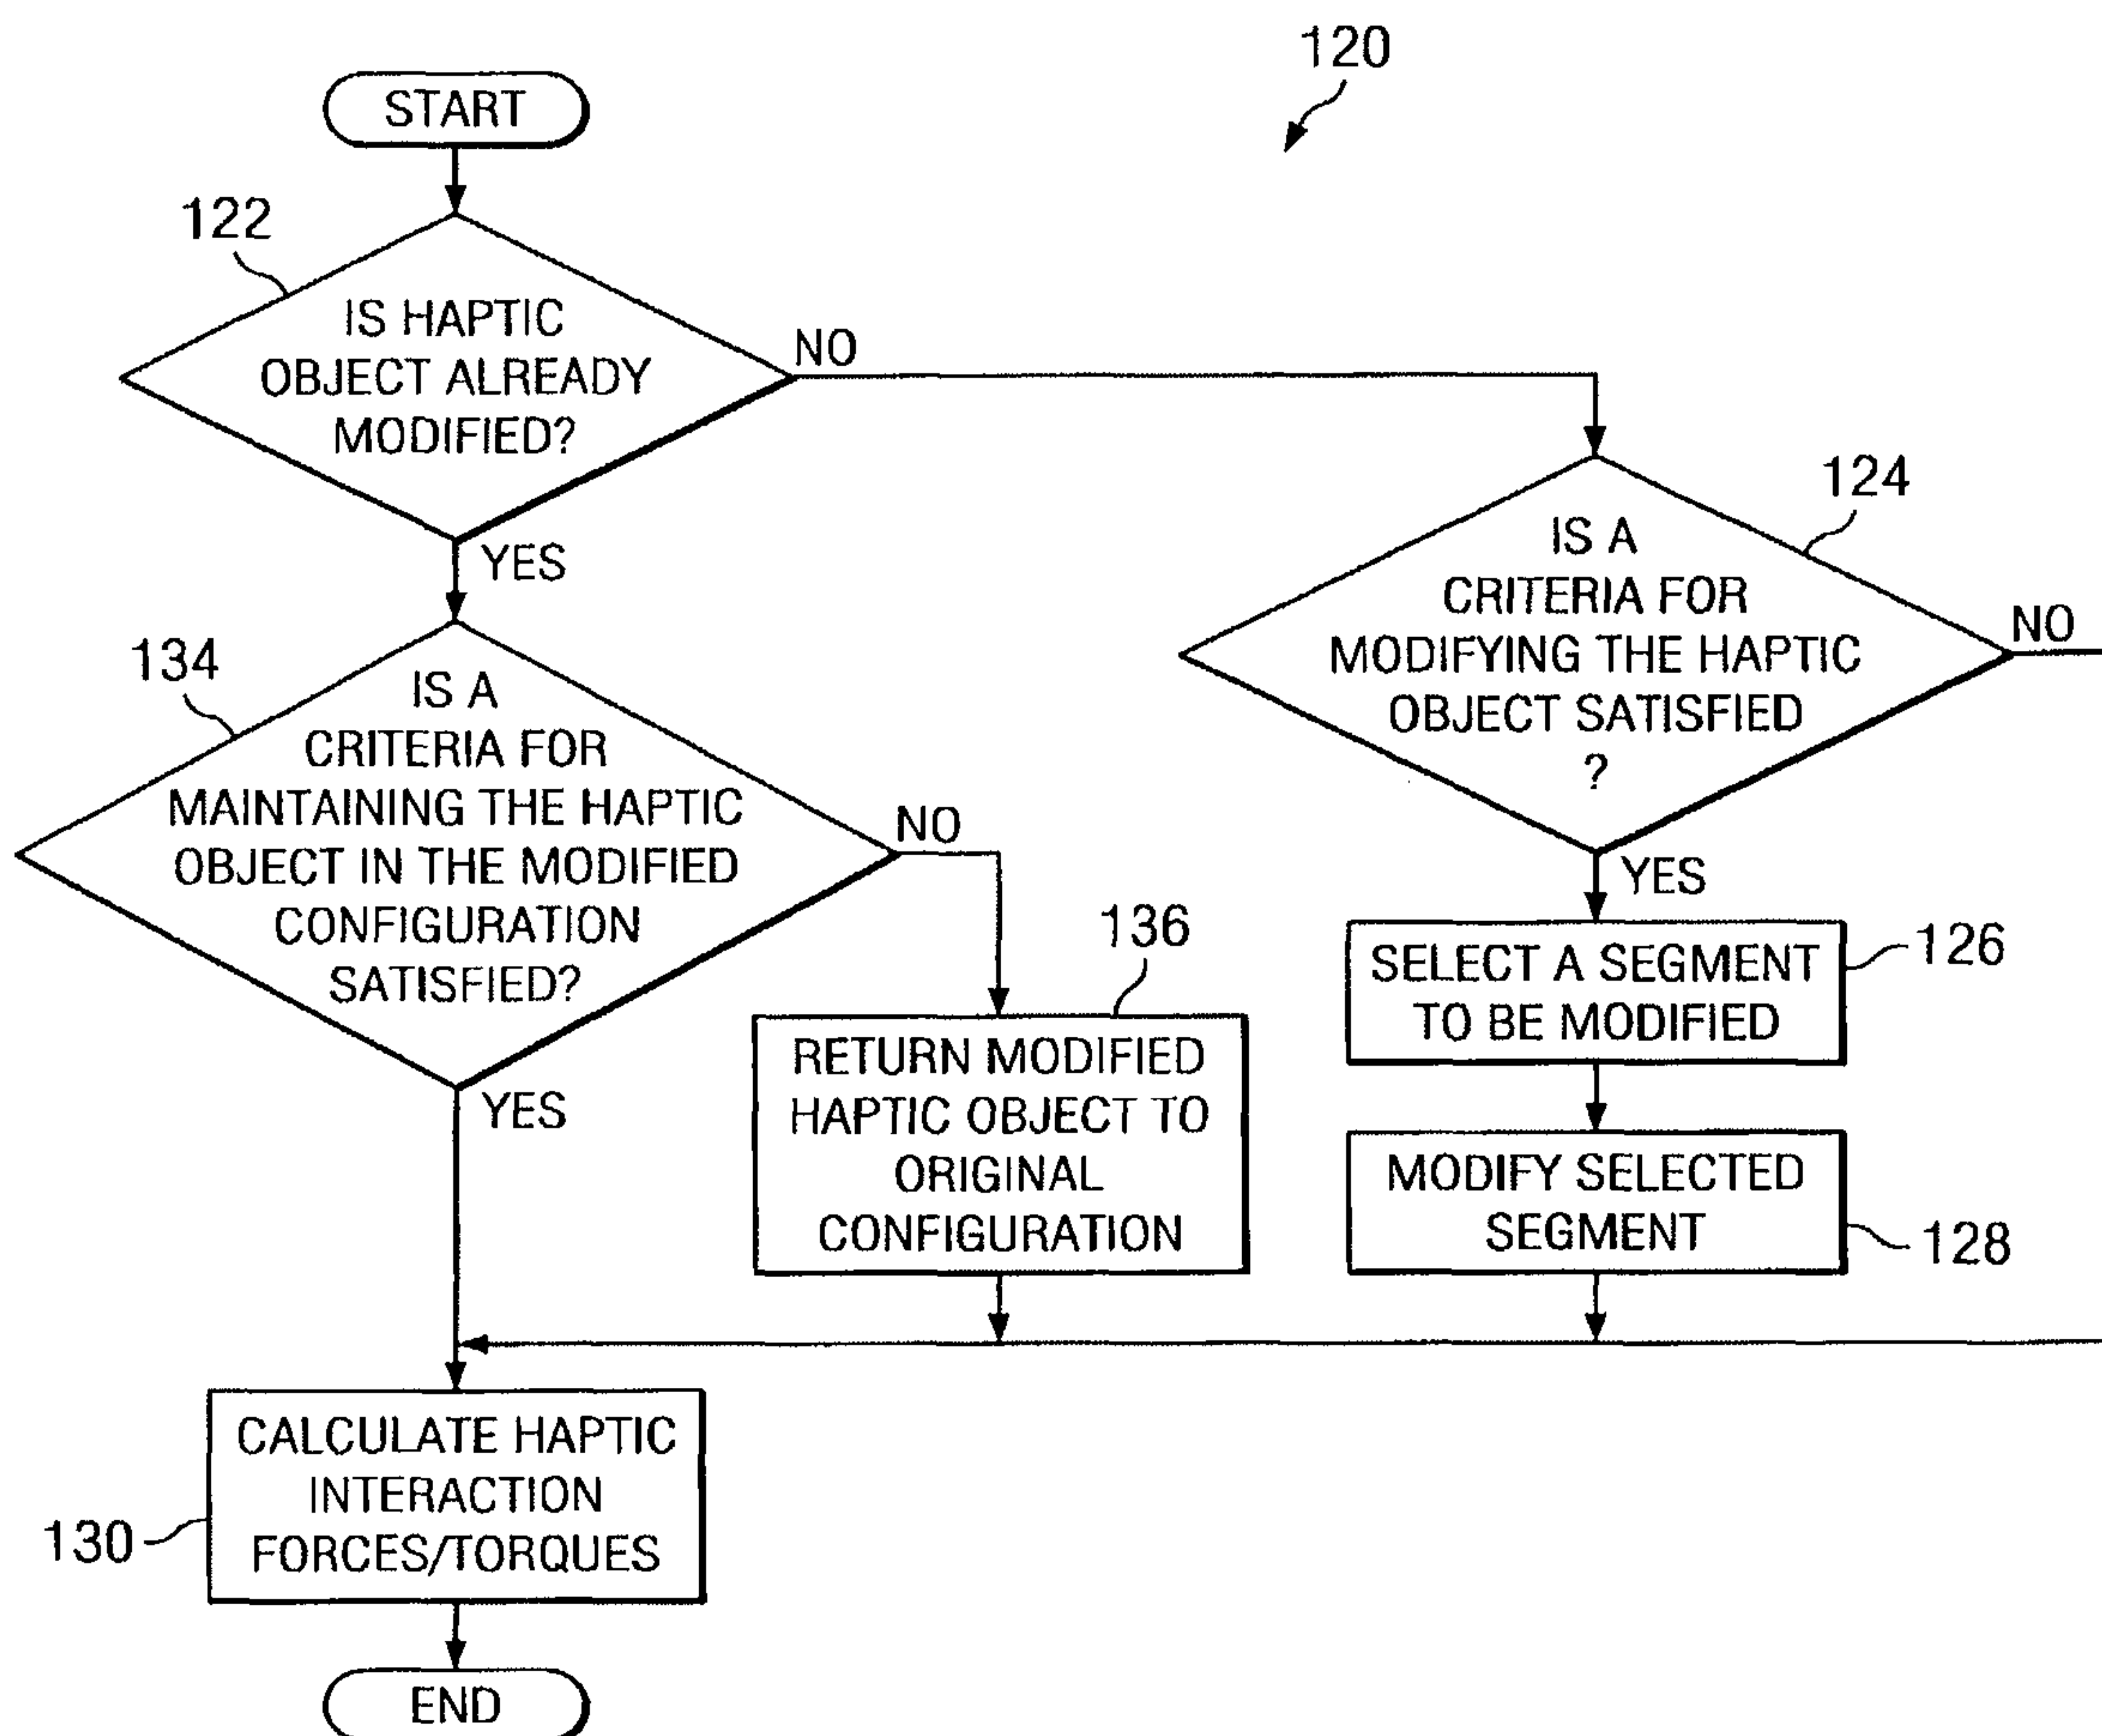 120
START
122
IS HAPTIC
OBJECT ALREADY
MODIFIED?
NO
YES
124
IS A
CRITERIA FOR
MODIFYING THE HAPTIC
OBJECT SATISFIED
?
NO
YES
134
IS A
CRITERIA FOR
MAINTAINING THE HAPTIC
OBJECT IN THE MODIFIED
CONFIGURATION
SATISFIED?
NO
YES
136
RETURN MODIFIED
HAPTIC OBJECT TO
ORIGINAL
CONFIGURATION
126
SELECT A SEGMENT
TO BE MODIFIED
MODIFY SELECTED
SEGMENT
128
CALCULATE HAPTIC
INTERACTION
FORCES/TORQUES
130
END